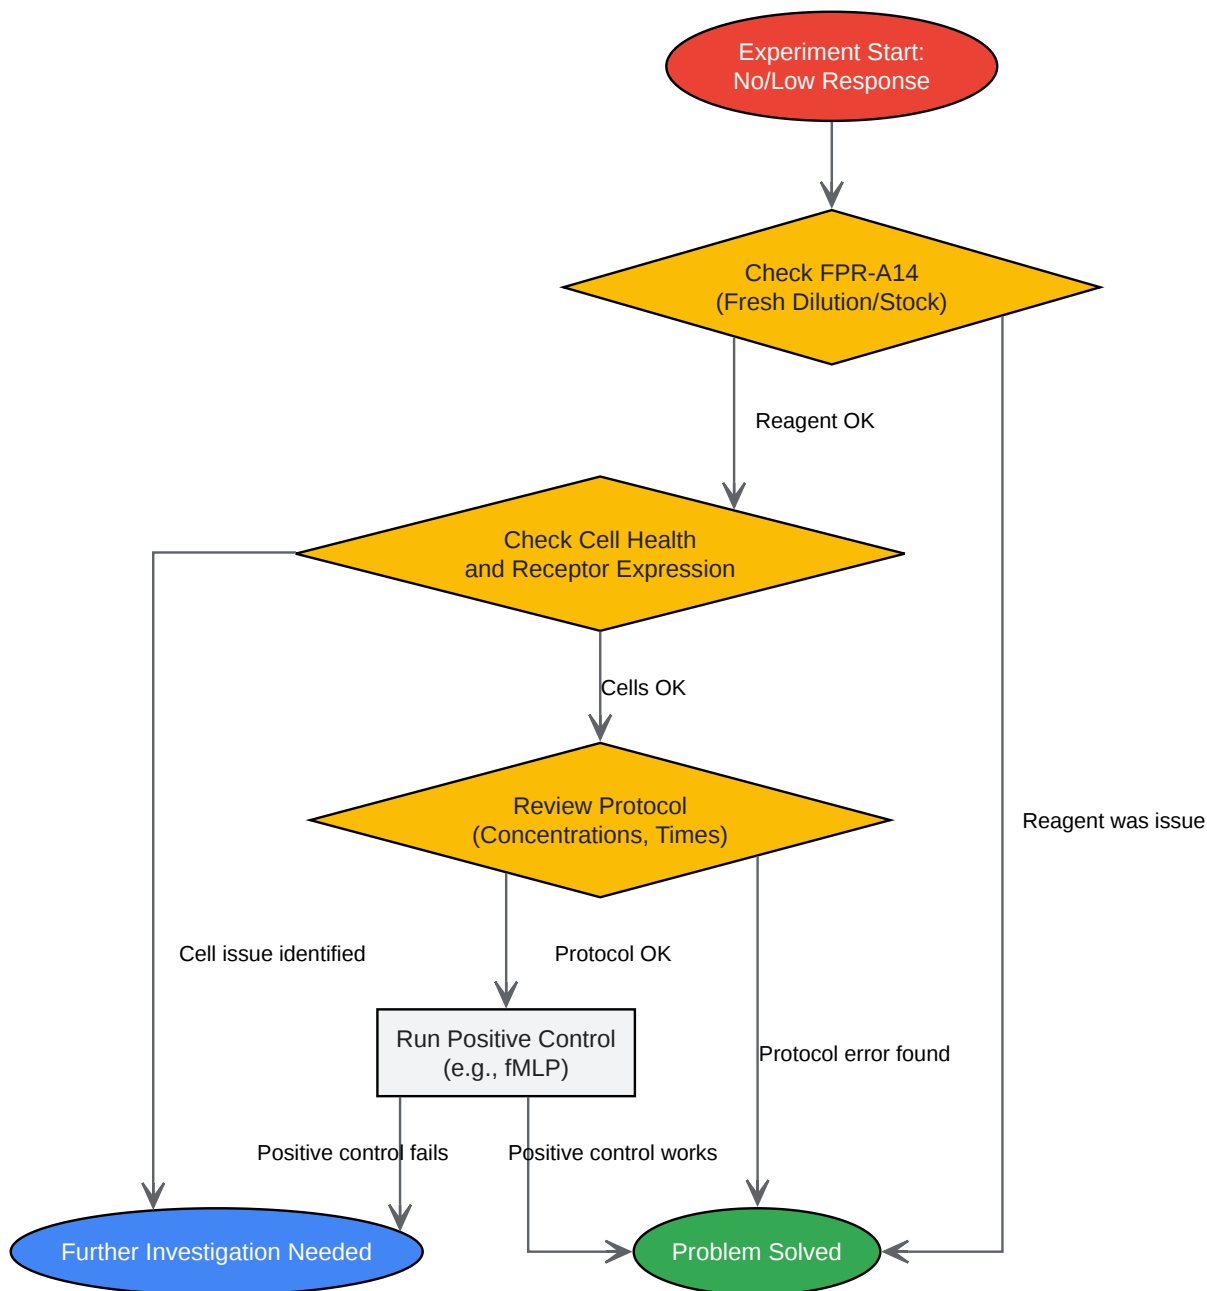 Experiment Start:
No/Low Response
Check FPR-A14
(Fresh Dilution/Stock)
Reagent OK
Check Cell Health
and Receptor Expression
Cells OK
Review Protocol
(Concentrations, Times)
Reagent was issue
Cell issue identified
Protocol OK
Run Positive Control
(e.g., fMLP)
Protocol error found
Positive control fails
Positive control works
Further Investigation Needed
Problem Solved